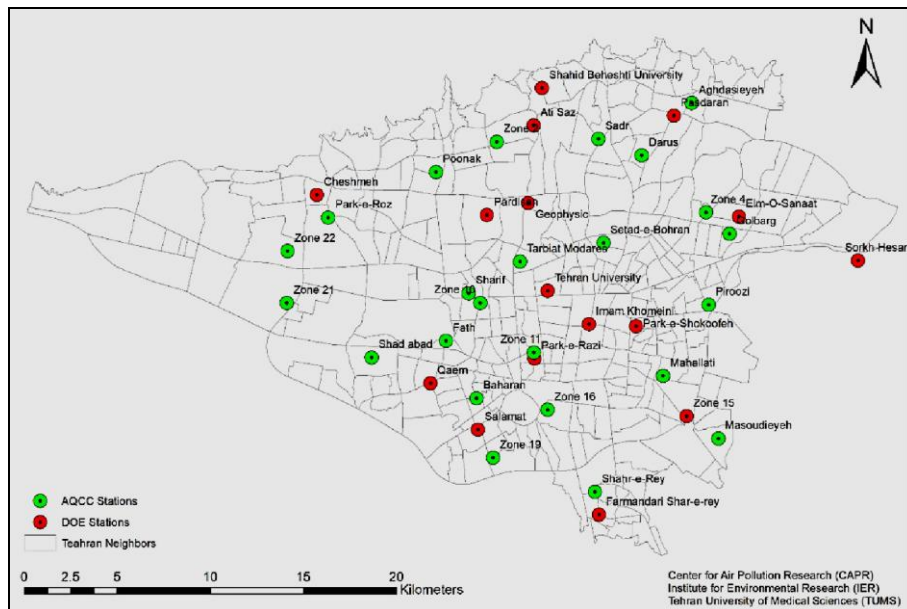 N
Shahid Beheshti University
Aghdasieyeh
Pasdaran
Ati Saz
Sadr
Zone 2
Darus
Poonak
Cheshmeh
Park-e-Roz
Pardisan
Geophysic
Zone 4
Elm-O-Sanaat
Golbarg
Setad-e-Bohran
Zone 22
Tarbiat Modares
Sorkh-Hesar
Sharif
Zone 10
Tehran University
Zone 21
Piroozi
Imam Khomeini
Park-e-Shokoofeh
Fath
Zone 11
Park-e-Razi
Shad abad
Mahallati
Qaem
Baharan
Zone 16
Zone 15
Salamat
Masoudieyeh
Zone 19
Shahr-e-Rey
Farmandari Shar-e-rey
AQCC Stations
DOE Stations
Teahran Neighbors
0 2.5 5 10 15 20
Kilometers
Center for Air Pollution Research (CAPR)
Institute for Environmental Research (IER)
Tehran University of Medical Sciences (TUMS)